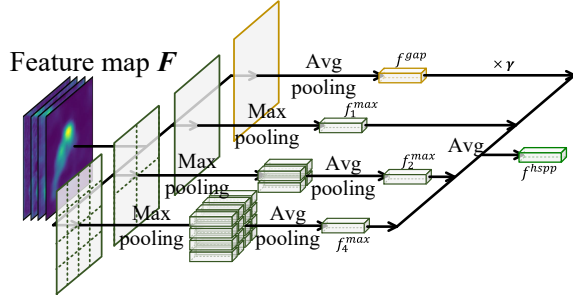 Feature map F
Avg
pooling
f^{gap}
× γ
Max
pooling
f_1^{max}
Max
pooling
Avg
pooling
f_2^{max}
Avg
f^{hspp}
Max
pooling
Avg
pooling
f_4^{max}